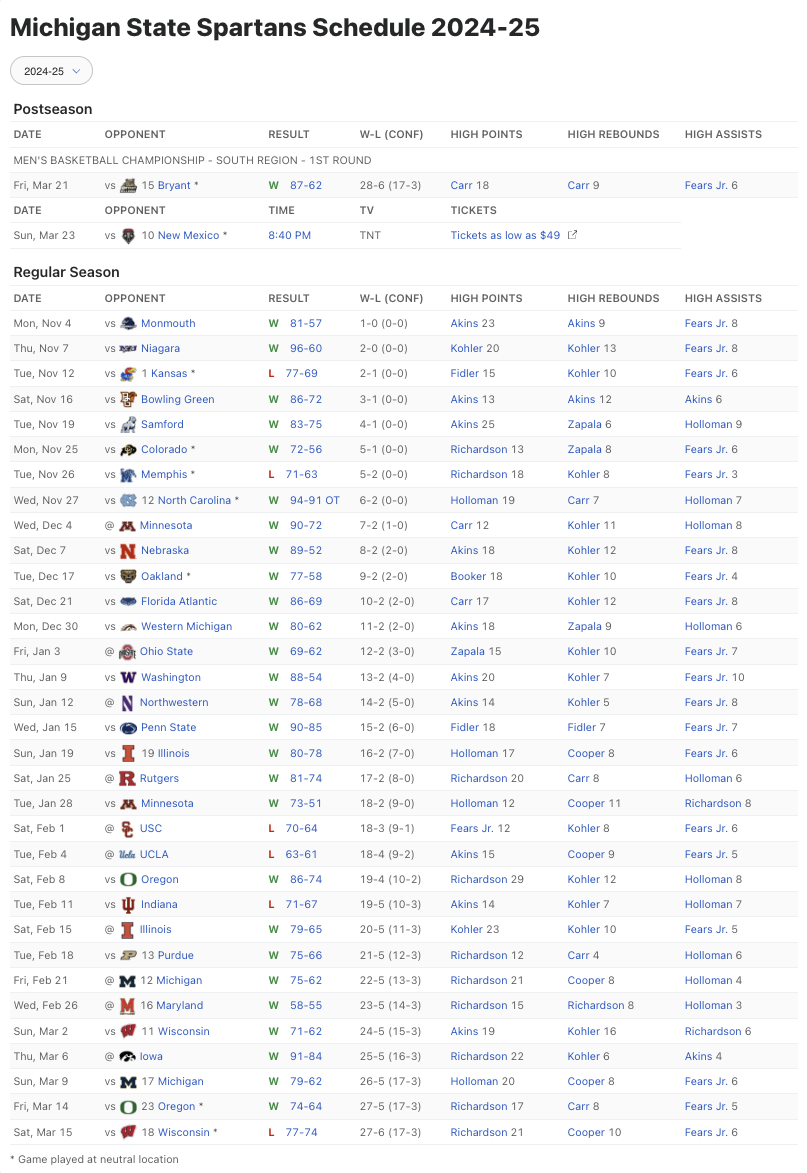 Michigan State Spartans Schedule 2024-25
2024-25
Postseason
DATE OPPONENT RESULT W-L (CONF) HIGH POINTS HIGH REBOUNDS HIGH ASSISTS
MEN'S BASKETBALL CHAMPIONSHIP - SOUTH REGION - 1ST ROUND
Fri, Mar 21 vs 15 Bryant * W 87-62 28-6 (17-3) Carr 18 Carr 9 Fears Jr. 6
DATE OPPONENT TIME TV TICKETS
Sun, Mar 23 vs 10 New Mexico * 8:40 PM TNT Tickets as low as $49
Regular Season
DATE OPPONENT RESULT W-L (CONF) HIGH POINTS HIGH REBOUNDS HIGH ASSISTS
Mon, Nov 4 vs Monmouth W 81-57 1-0 (0-0) Akins 23 Akins 9 Fears Jr. 8
Thu, Nov 7 vs Niagara W 96-60 2-0 (0-0) Kohler 20 Kohler 13 Fears Jr. 8
Tue, Nov 12 vs 1 Kansas * L 77-69 2-1 (0-0) Fidler 15 Kohler 10 Fears Jr. 6
Sat, Nov 16 vs Bowling Green W 86-72 3-1 (0-0) Akins 13 Akins 12 Akins 6
Tue, Nov 19 vs Samford W 83-75 4-1 (0-0) Akins 25 Zapala 6 Holloman 9
Mon, Nov 25 vs Colorado * W 72-56 5-1 (0-0) Richardson 13 Zapala 8 Fears Jr. 6
Tue, Nov 26 vs Memphis * L 71-63 5-2 (0-0) Richardson 18 Kohler 8 Fears Jr. 3
Wed, Nov 27 vs 12 North Carolina * W 94-91 OT 6-2 (0-0) Holloman 19 Carr 7 Holloman 7
Wed, Dec 4 @ Minnesota W 90-72 7-2 (1-0) Carr 12 Kohler 11 Holloman 8
Sat, Dec 7 vs Nebraska W 89-52 8-2 (2-0) Akins 18 Kohler 12 Fears Jr. 8
Tue, Dec 17 vs Oakland * W 77-58 9-2 (2-0) Booker 18 Kohler 10 Fears Jr. 4
Sat, Dec 21 vs Florida Atlantic W 86-69 10-2 (2-0) Carr 17 Kohler 12 Fears Jr. 8
Mon, Dec 30 vs Western Michigan W 80-62 11-2 (2-0) Akins 18 Zapala 9 Holloman 6
Fri, Jan 3 @ Ohio State W 69-62 12-2 (3-0) Zapala 15 Kohler 10 Fears Jr. 7
Thu, Jan 9 vs Washington W 88-54 13-2 (4-0) Akins 20 Kohler 7 Fears Jr. 10
Sun, Jan 12 @ Northwestern W 78-68 14-2 (5-0) Akins 14 Kohler 5 Fears Jr. 8
Wed, Jan 15 vs Penn State W 90-85 15-2 (6-0) Fidler 18 Fidler 7 Fears Jr. 7
Sun, Jan 19 vs 19 Illinois W 80-78 16-2 (7-0) Holloman 17 Cooper 8 Fears Jr. 6
Sat, Jan 25 @ Rutgers W 81-74 17-2 (8-0) Richardson 20 Carr 8 Holloman 6
Tue, Jan 28 vs Minnesota W 73-51 18-2 (9-0) Holloman 12 Cooper 11 Richardson 8
Sat, Feb 1 @ USC L 70-64 18-3 (9-1) Fears Jr. 12 Kohler 8 Fears Jr. 6
Tue, Feb 4 @ UCLA L 63-61 18-4 (9-2) Akins 15 Cooper 9 Fears Jr. 5
Sat, Feb 8 vs Oregon W 86-74 19-4 (10-2) Richardson 29 Kohler 12 Holloman 8
Tue, Feb 11 vs Indiana L 71-67 19-5 (10-3) Akins 14 Kohler 7 Holloman 7
Sat, Feb 15 @ Illinois W 79-65 20-5 (11-3) Kohler 23 Kohler 10 Fears Jr. 5
Tue, Feb 18 vs 13 Purdue W 75-66 21-5 (12-3) Richardson 12 Carr 4 Holloman 6
Fri, Feb 21 @ 12 Michigan W 75-62 22-5 (13-3) Richardson 21 Cooper 8 Holloman 4
Wed, Feb 26 @ 16 Maryland W 58-55 23-5 (14-3) Richardson 15 Richardson 8 Holloman 3
Sun, Mar 2 vs 11 Wisconsin W 71-62 24-5 (15-3) Akins 19 Kohler 16 Richardson 6
Thu, Mar 6 @ Iowa W 91-84 25-5 (16-3) Richardson 22 Kohler 6 Akins 4
Sun, Mar 9 vs 17 Michigan W 79-62 26-5 (17-3) Holloman 20 Cooper 8 Fears Jr. 6
Fri, Mar 14 vs 23 Oregon * W 74-64 27-5 (17-3) Richardson 17 Carr 8 Fears Jr. 5
Sat, Mar 15 vs 18 Wisconsin * L 77-74 27-6 (17-3) Richardson 21 Cooper 10 Fears Jr. 6
* Game played at neutral location